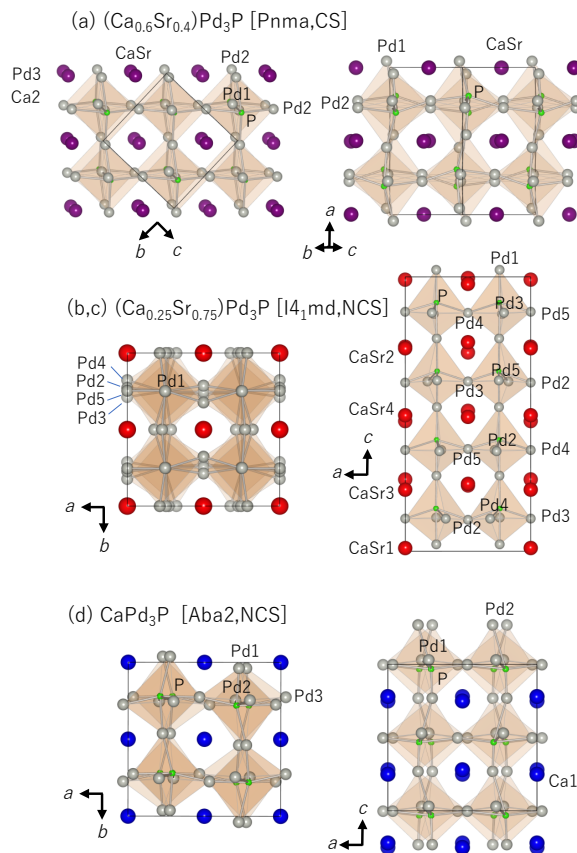 (a) (Ca0.6Sr0.4)Pd3P [Pnma,CS]
CaSr
Pd2
Pd3
Ca2
Pd1
Pd2
P
b
c
Pd1
CaSr
P
Pd2
a
b
c
(b,c) (Ca0.25Sr0.75)Pd3P [I41md,NCS]
Pd4
Pd2
Pd5
Pd3
Pd1
a
b
Pd1
P
Pd3
Pd5
Pd4
CaSr2
Pd5
Pd2
Pd3
CaSr4
Pd2
Pd4
Pd5
c
a
CaSr3
Pd4
Pd3
Pd2
CaSr1
(d) CaPd3P [Aba2,NCS]
Pd1
P
Pd2
Pd3
a
b
Pd2
Pd1
P
Ca1
c
a